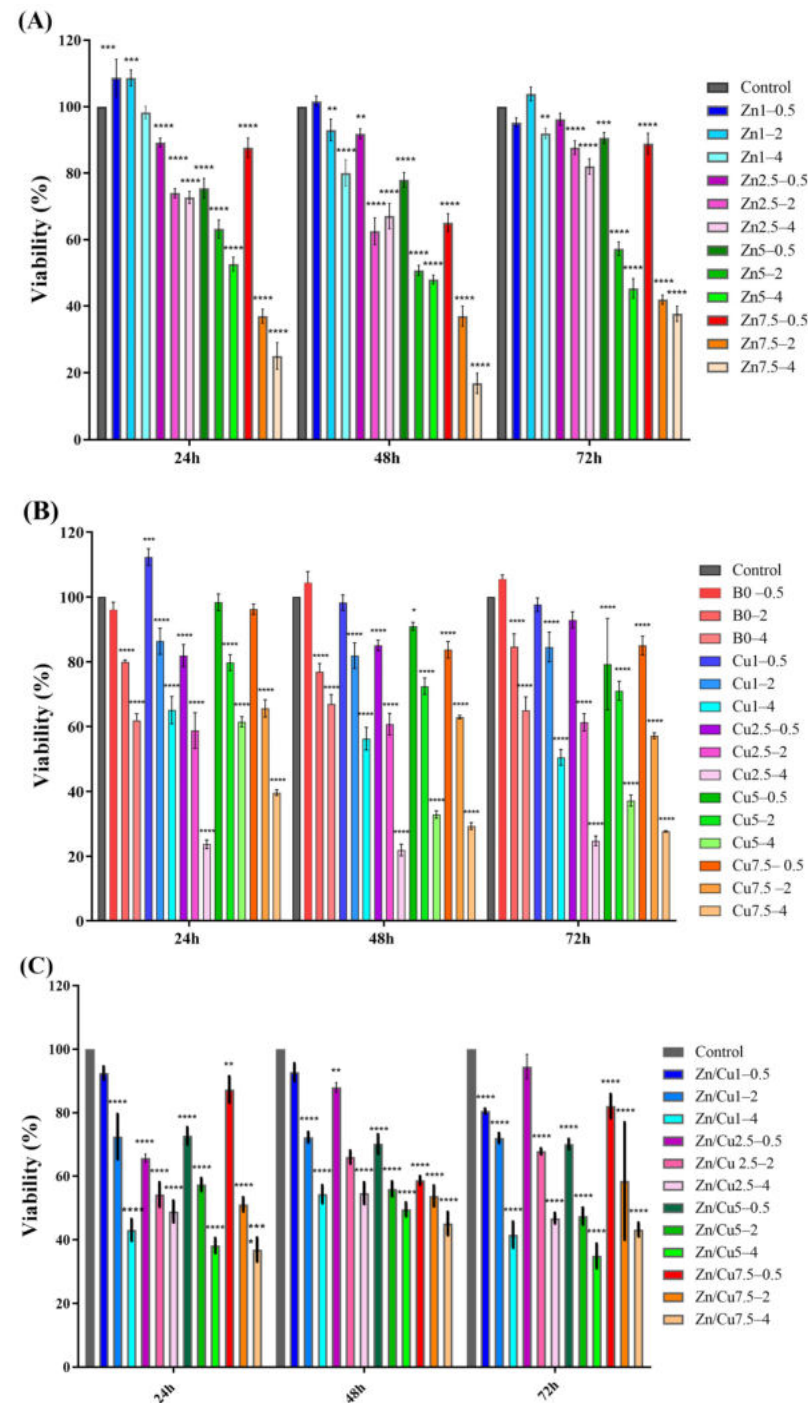 (A)
Viability (%)
120
100
80
60
40
20
0
24h
48h
72h
Control
Zn1–0.5
Zn1–2
Zn1–4
Zn2.5–0.5
Zn2.5–2
Zn2.5–4
Zn5–0.5
Zn5–2
Zn5–4
Zn7.5–0.5
Zn7.5–2
Zn7.5–4
(B)
Viability (%)
120
100
80
60
40
20
0
24h
48h
72h
Control
B0 –0.5
B0–2
B0–4
Cu1–0.5
Cu1–2
Cu1–4
Cu2.5–0.5
Cu2.5–2
Cu2.5–4
Cu5–0.5
Cu5–2
Cu5–4
Cu7.5– 0.5
Cu7.5 –2
Cu7.5–4
(C)
Viability (%)
120
100
80
60
40
20
0
24h
48h
72h
Control
Zn/Cu1–0.5
Zn/Cu1–2
Zn/Cu1–4
Zn/Cu2.5–0.5
Zn/Cu 2.5–2
Zn/Cu2.5–4
Zn/Cu5–0.5
Zn/Cu5–2
Zn/Cu5–4
Zn/Cu7.5–0.5
Zn/Cu7.5–2
Zn/Cu7.5–4